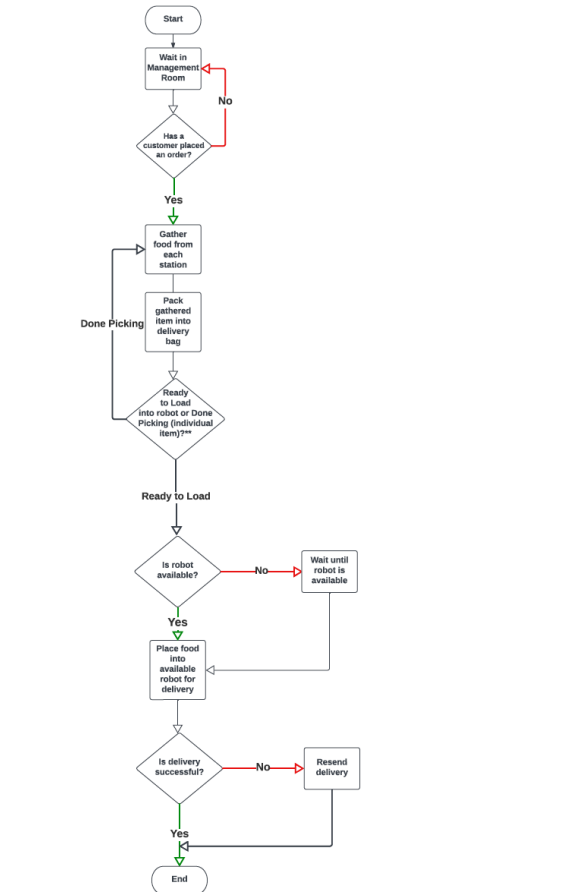 Start
Wait in
Management
Room
No
Has a
customer placed
an order?
Yes
Gather
food from
each
station
Pack
gathered
item into
delivery
bag
Done Picking
Ready
to Load
into robot or Done
Picking (individual
item)?**
Ready to Load
Is robot
available?
No
Wait until
robot is
available
Yes
Place food
into
available
robot for
delivery
Is delivery
successful?
No
Resend
delivery
Yes
End